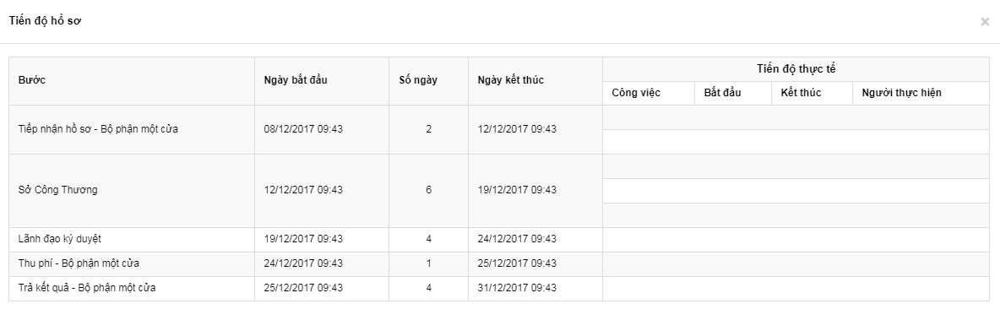 Tiến độ hồ sơ
×
Bước Ngày bắt đầu Số ngày Ngày kết thúc Tiến độ thực tế
Công việc Bắt đầu Kết thúc Người thực hiện
Tiếp nhận hồ sơ - Bộ phận một cửa 08/12/2017 09:43 2 12/12/2017 09:43
Sở Công Thương 12/12/2017 09:43 6 19/12/2017 09:43
Lãnh đạo ký duyệt 19/12/2017 09:43 4 24/12/2017 09:43
Thu phí - Bộ phận một cửa 24/12/2017 09:43 1 25/12/2017 09:43
Trả kết quả - Bộ phận một cửa 25/12/2017 09:43 4 31/12/2017 09:43